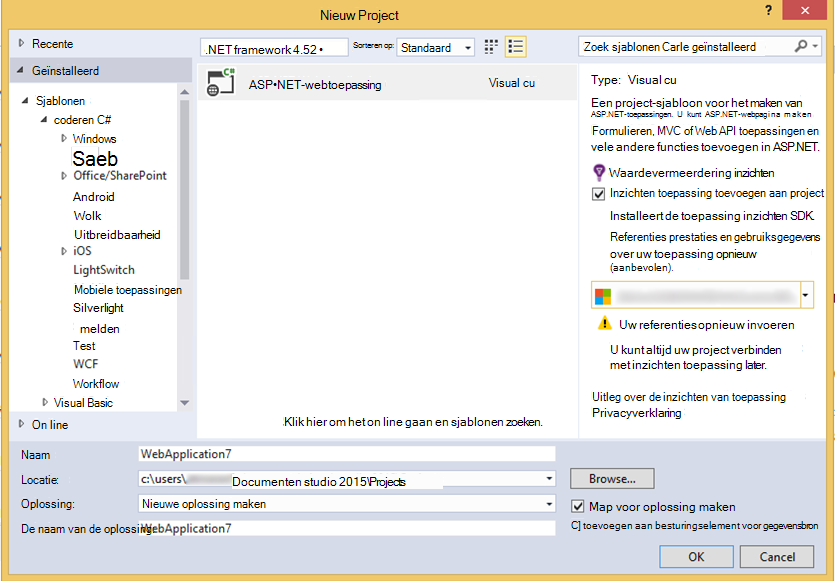 Nieuw Project
?
Recente
.NET framework 4.52 •
Sorteren op:
Standaard
Zoek sjablonen Carle geïnstalleerd
Geïnstalleerd
Sjablonen
coderen C#
Windows
Saeb
Office/SharePoint
Android
Wolk
Uitbreidbaarheid
iOS
LightSwitch
Mobiele toepassingen
Silverlight
melden
Test
WCF
Workflow
Visual Basic
On line
ASP•NET-webtoepassing
Visual cu
.Klik hier om het on line gaan en sjablonen zoeken.
Type: Visual cu
Een project-sjabloon voor het maken van
ASP.NET-toepassingen. U kunt ASP.NET-webpagina maken
Formulieren, MVC of Web API toepassingen en
vele andere functies toevoegen in ASP.NET.
Waardevermeerdering inzichten
Inzichten toepassing toevoegen aan project
Installeert de toepassing inzichten SDK.
Referenties prestaties en gebruiksgegevens
over uw toepassing opnieuw
(aanbevolen).
Uw referenties opnieuw invoeren
U kunt altijd uw project verbinden
met inzichten toepassing later.
Uitleg over de inzichten van toepassing
Privacyverklaring
Naam
WebApplication7
Locatie:
c:\users\
Documenten studio 2015\Projects
Browse...
Oplossing:
Nieuwe oplossing maken
Map voor oplossing maken
De naam van de oplossing:
WebApplication7
C] toevoegen aan besturingselement voor gegevensbron
OK
Cancel